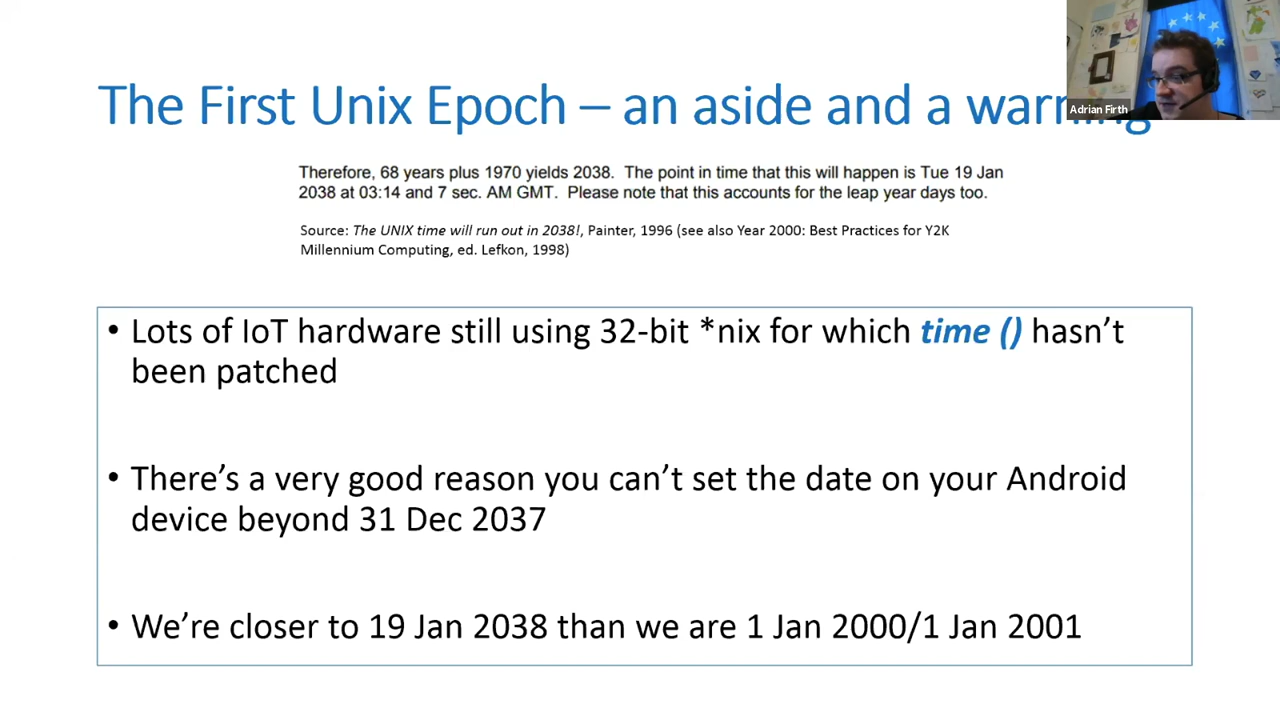 The First Unix Epoch – an aside and a warning
Adrian Firth
Therefore, 68 years plus 1970 yields 2038. The point in time that this will happen is Tue 19 Jan
2038 at 03:14 and 7 sec. AM GMT. Please note that this accounts for the leap year days too.
Source: The UNIX time will run out in 2038!, Painter, 1996 (see also Year 2000: Best Practices for Y2K
Millennium Computing, ed. Lefkon, 1998)
• Lots of IoT hardware still using 32-bit *nix for which time () hasn’t
been patched
• There’s a very good reason you can’t set the date on your Android
device beyond 31 Dec 2037
• We’re closer to 19 Jan 2038 than we are 1 Jan 2000/1 Jan 2001